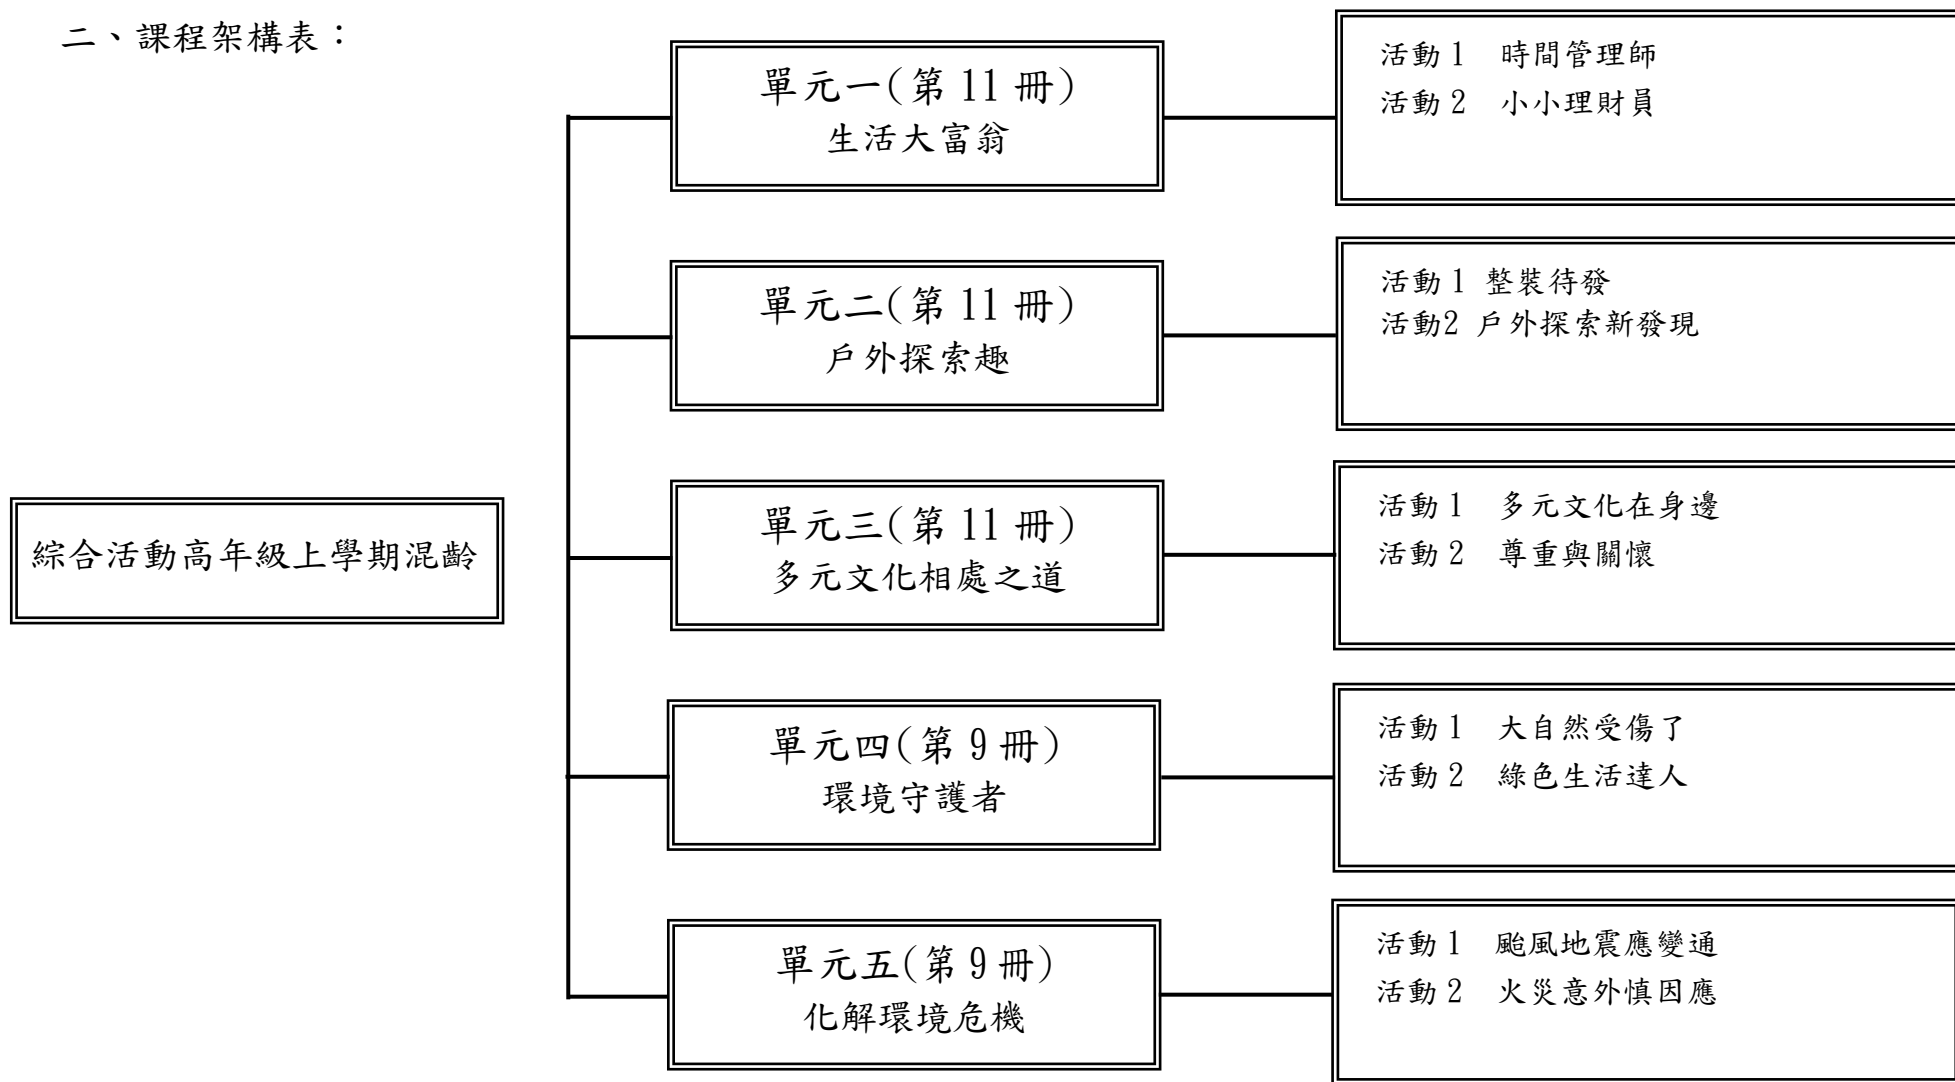 二、課程架構表：
綜合活動高年級上學期混齡
單元一(第 11 冊)
生活大富翁
活動 1　時間管理師
活動 2　小小理財員
單元二(第 11 冊)
戶外探索趣
活動 1 整裝待發
活動2 戶外探索新發現
單元三(第 11 冊)
多元文化相處之道
活動 1　多元文化在身邊
活動 2　尊重與關懷
單元四(第 9 冊)
環境守護者
活動 1　大自然受傷了
活動 2　綠色生活達人
單元五(第 9 冊)
化解環境危機
活動 1　颱風地震應變通
活動 2　火災意外慎因應